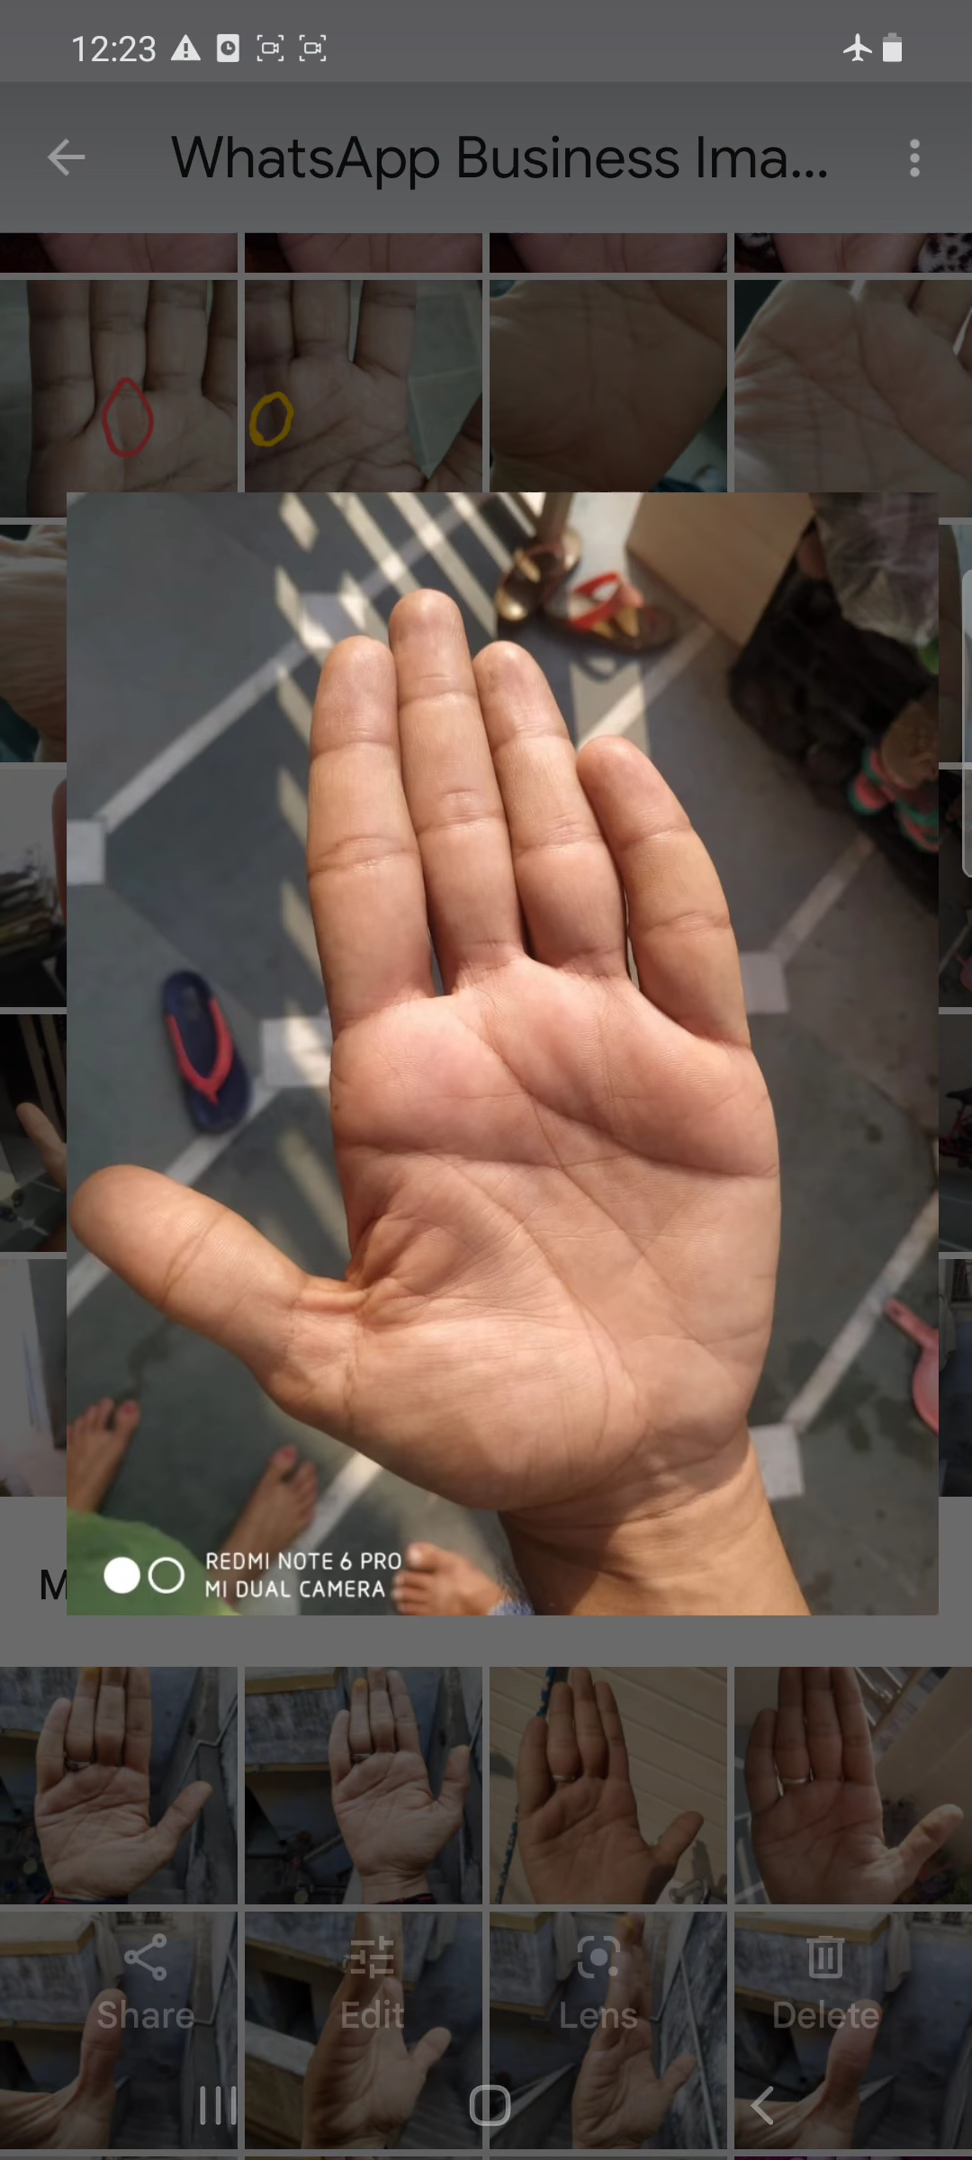 12:23
WhatsApp Business Ima...
REDMI NOTE 6 PRO
MI DUAL CAMERA
M
Share
Edit
Lens
Delete